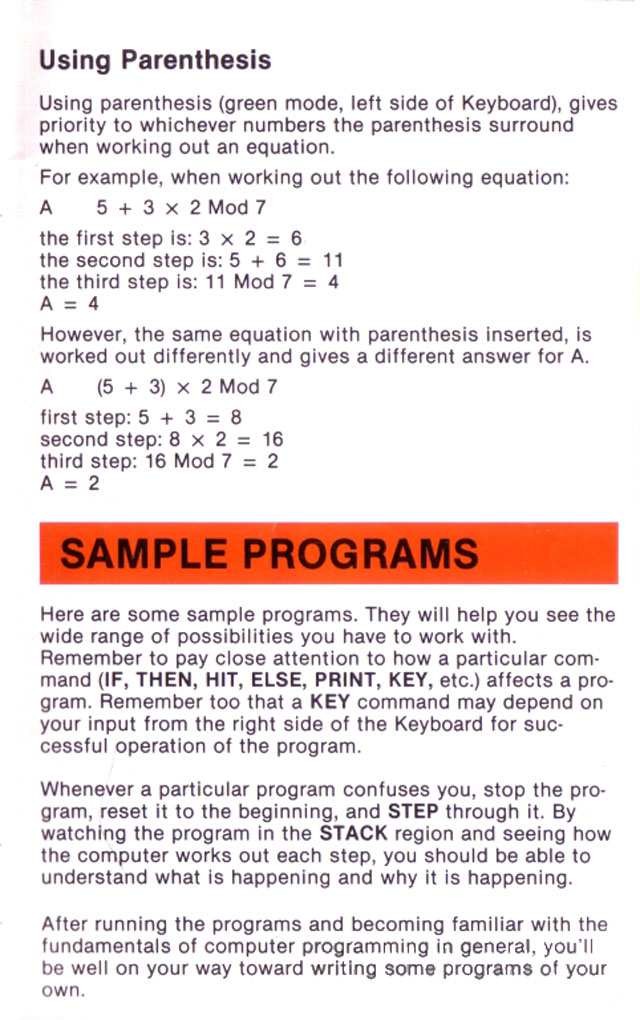 Using Parenthesis
Using parenthesis (green mode, left side of Keyboard), gives
priority to whichever numbers the parenthesis surround
when working out an equation.
For example, when working out the following equation:
A 5 + 3 × 2 Mod 7
the first step is: 3 × 2 = 6
the second step is: 5 + 6 = 11
the third step is: 11 Mod 7 = 4
A = 4
However, the same equation with parenthesis inserted, is
worked out differently and gives a different answer for A.
A (5 + 3) × 2 Mod 7
first step: 5 + 3 = 8
second step: 8 × 2 = 16
third step: 16 Mod 7 = 2
A = 2
SAMPLE PROGRAMS
Here are some sample programs. They will help you see the
wide range of possibilities you have to work with.
Remember to pay close attention to how a particular com-
mand (IF, THEN, HIT, ELSE, PRINT, KEY, etc.) affects a pro-
gram. Remember too that a KEY command may depend on
your input from the right side of the Keyboard for suc-
cessful operation of the program.
Whenever a particular program confuses you, stop the pro-
gram, reset it to the beginning, and STEP through it. By
watching the program in the STACK region and seeing how
the computer works out each step, you should be able to
understand what is happening and why it is happening.
After running the programs and becoming familiar with the
fundamentals of computer programming in general, you'll
be well on your way toward writing some programs of your
own.